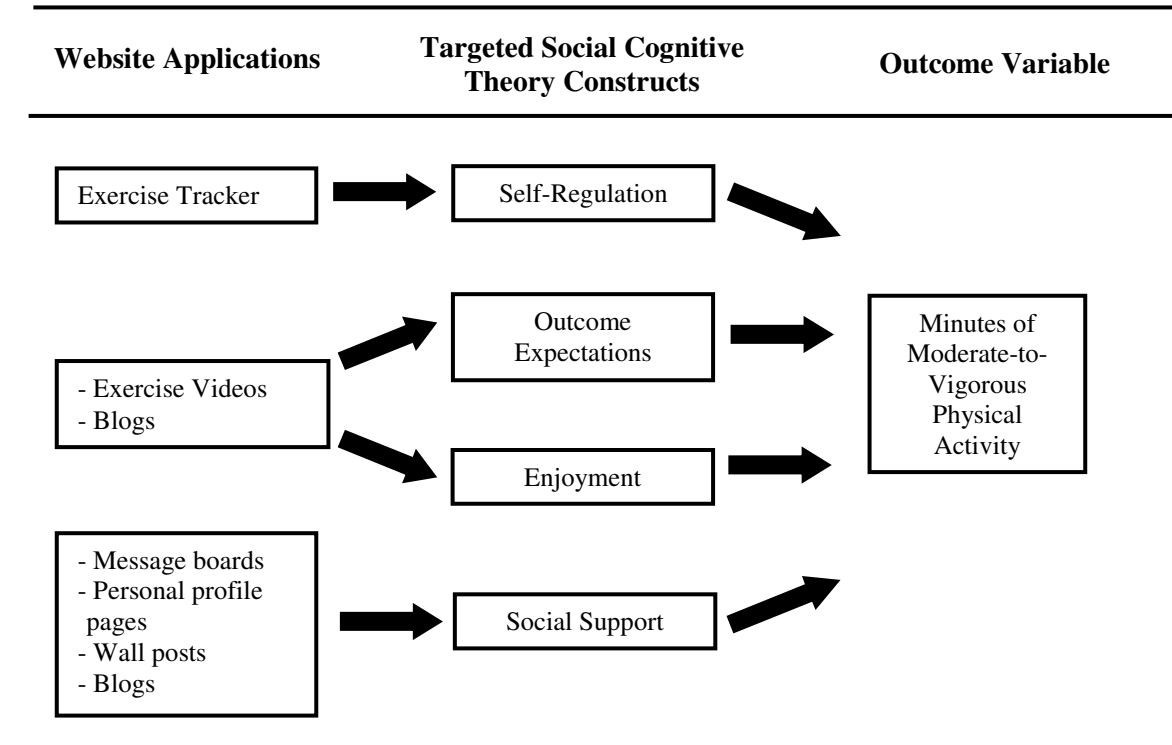 Website Applications
Targeted Social Cognitive
Theory Constructs
Outcome Variable
Exercise Tracker
Self-Regulation
Outcome
Expectations
- Exercise Videos
- Blogs
Enjoyment
- Message boards
- Personal profile
pages
- Wall posts
- Blogs
Social Support
Minutes of
Moderate-to-
Vigorous
Physical
Activity